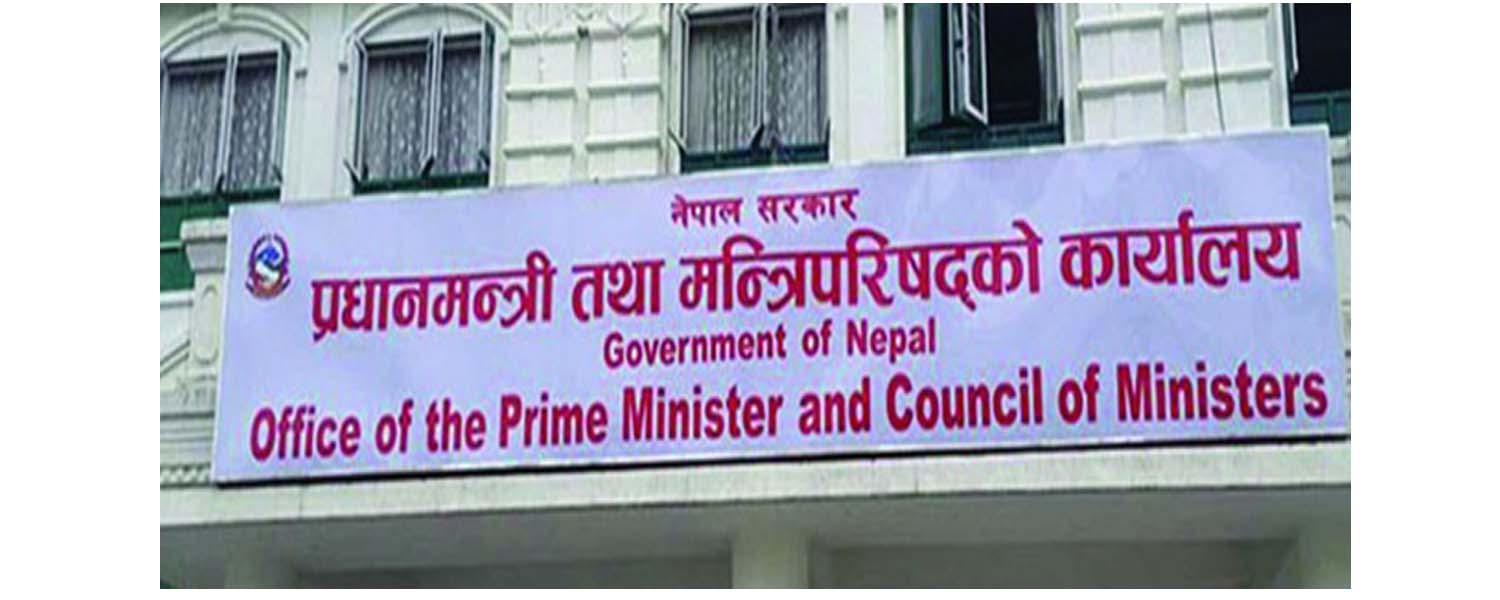 नेपाल सरकार
प्रधानमन्त्री तथा मन्त्रिपरिषद्को कार्यालय
Government of Nepal
Office of the Prime Minister and Council of Ministers